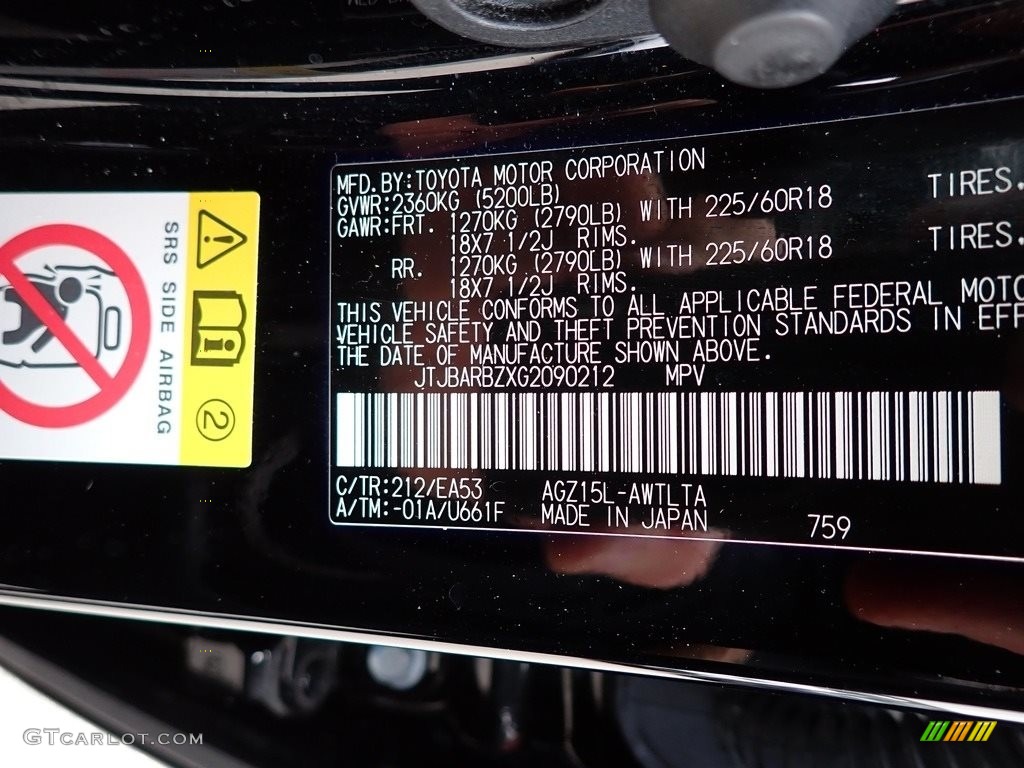 MFD.BY:TOYOTA MOTOR CORPORATION
GVWR:2360KG (5200LB)
GAWR:FRT. 1270KG (2790LB) WITH 225/60R18 TIRES.
18X7 1/2J RIMS.
RR. 1270KG (2790LB) WITH 225/60R18 TIRES.
18X7 1/2J RIMS.
THIS VEHICLE CONFORMS TO ALL APPLICABLE FEDERAL MOTO
VEHICLE SAFETY AND THEFT PREVENTION STANDARDS IN EFF
THE DATE OF MANUFACTURE SHOWN ABOVE.
JTJBARBZXG2090212 MPV
C/TR:212/EA53 AGZ15L-AWTLTA
A/TM:-01A/U661F MADE IN JAPAN 759
SRS SIDE AIRBAG
2
GTCARLOT.COM